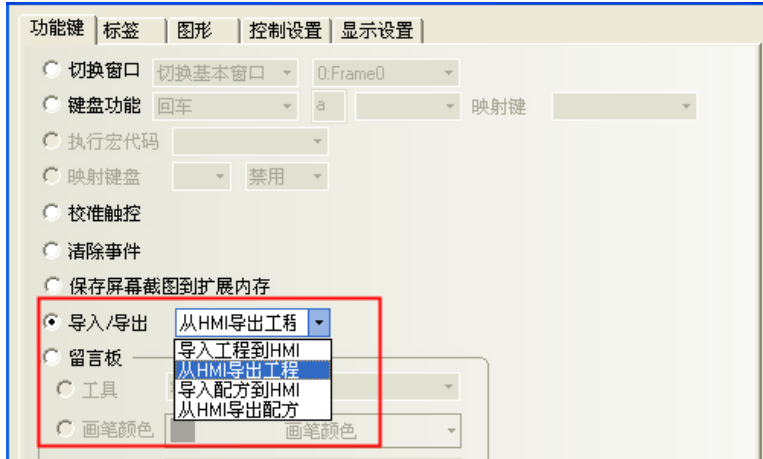 功能键 标签 图形 控制设置 显示设置
切换窗口 切换基本窗口 0:Frame0
键盘功能 回车 a 映射键
执行宏代码
映射键盘 禁用
校准触控
清除事件
保存屏幕截图到扩展内存
导入/导出 从HMI导出工程
留言板 导入工程到HMI
从HMI导出工程
工具 导入配方到HMI
从HMI导出配方
画笔颜色 画笔颜色